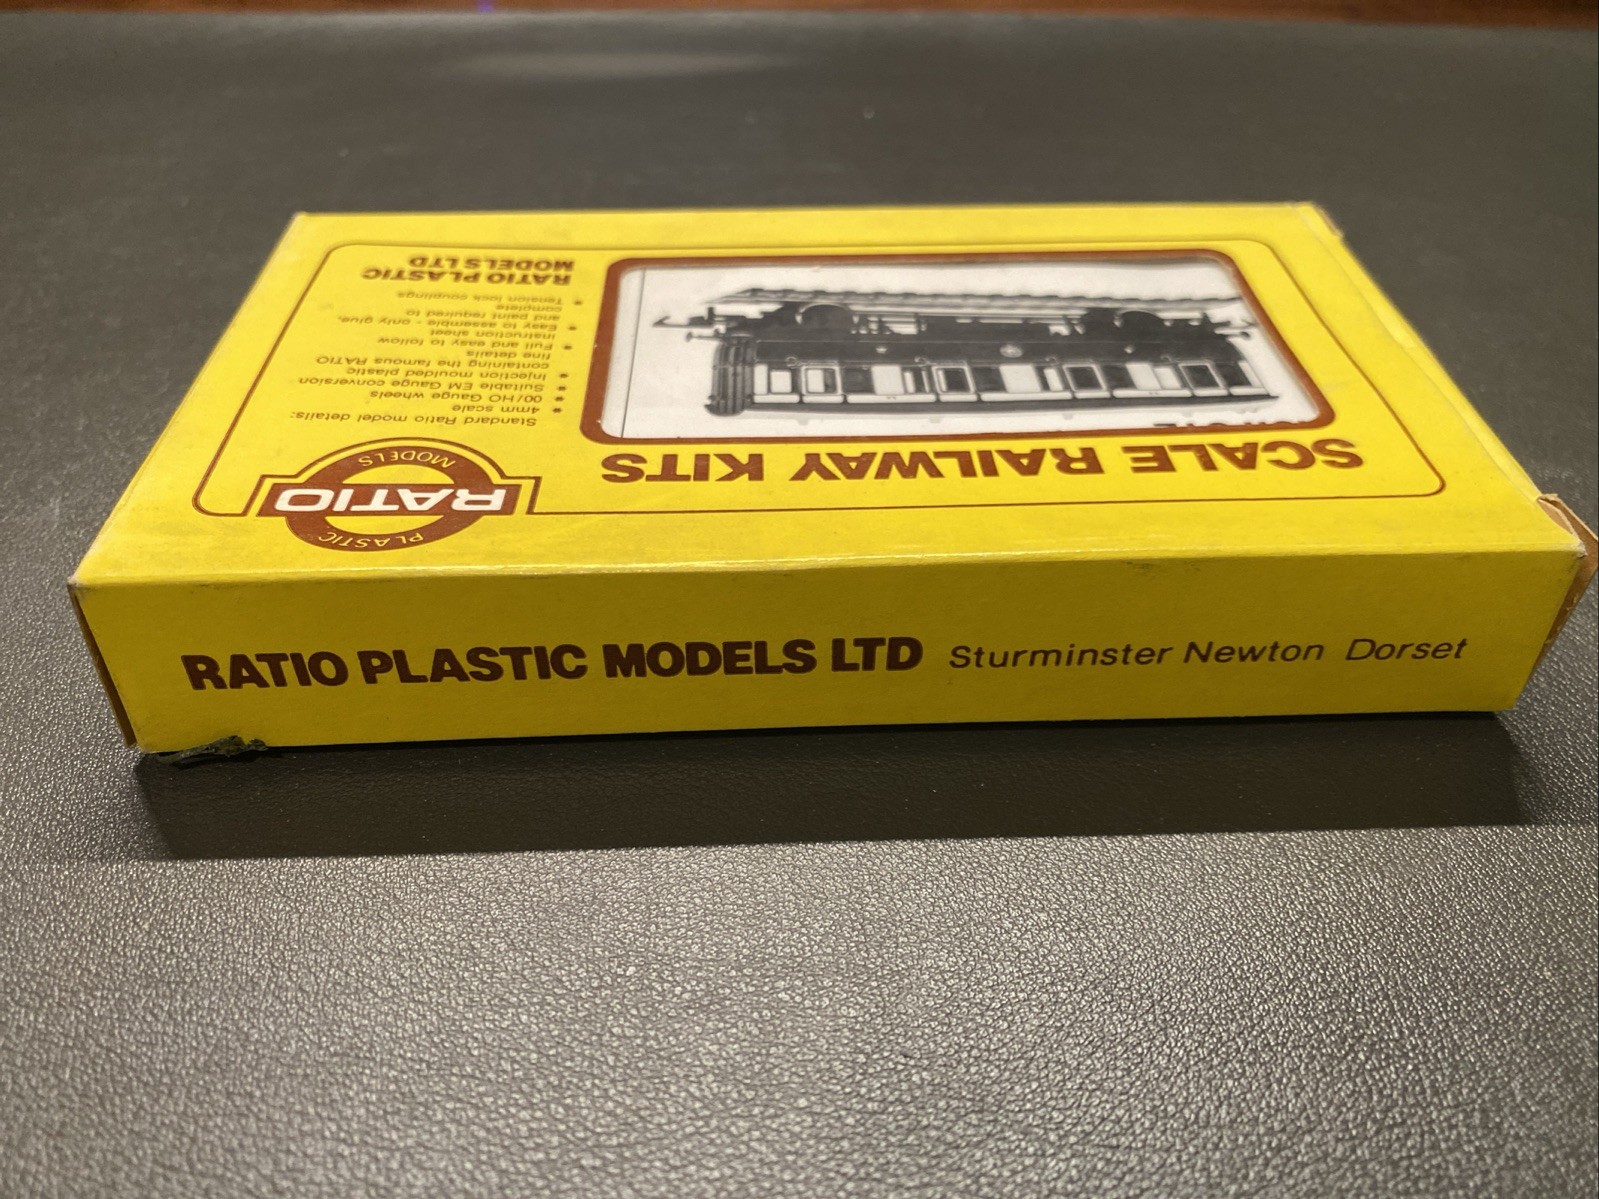 SCALE RAILWAY KITS
PLASTIC
RATIO
MODELS
Standard Ratio model details:
* 4mm scale
* 00/HO Gauge wheels
* Suitable EM Gauge conversion
* Injection moulded plastic
containing the famous RATIO
fine details
* Full and easy to follow
instruction sheet
* Easy to assemble - only glue,
and paint required to
complete
* Tension lock couplings
RATIO PLASTIC
MODELS LTD
RATIO PLASTIC MODELS LTD Sturminster Newton Dorset